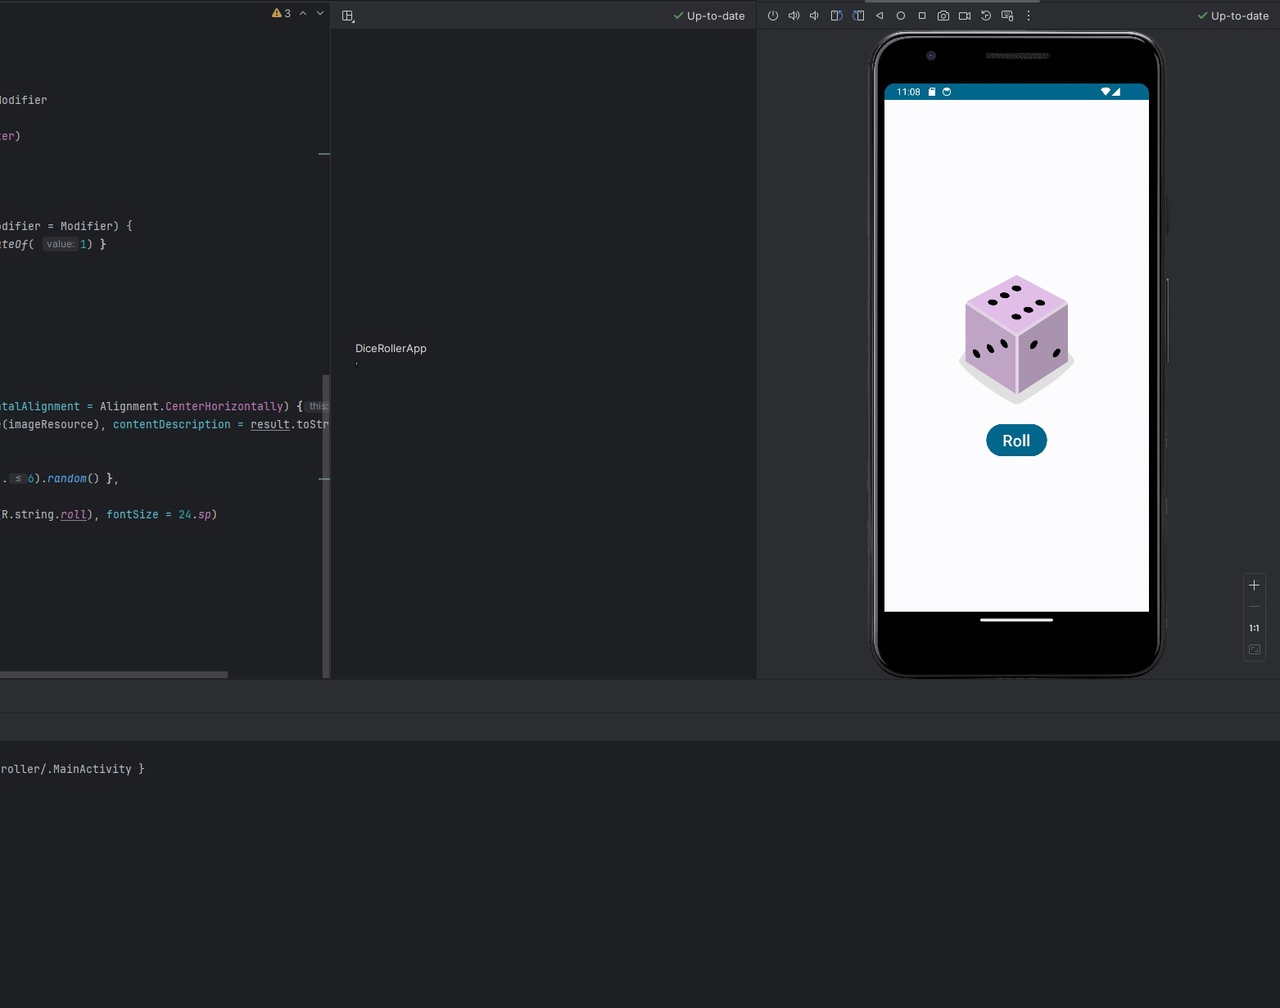 3
Up-to-date
Up-to-date
11:08
Modifier
ter)
odifier = Modifier) {
ateOf( value: 1) }
DiceRollerApp
ntalAlignment = Alignment.CenterHorizontally) { this:
e(imageResource), contentDescription = result.toStr
Roll
. ≤ 6).random() },
(R.string.roll), fontSize = 24.sp)
1:1
roller/.MainActivity }